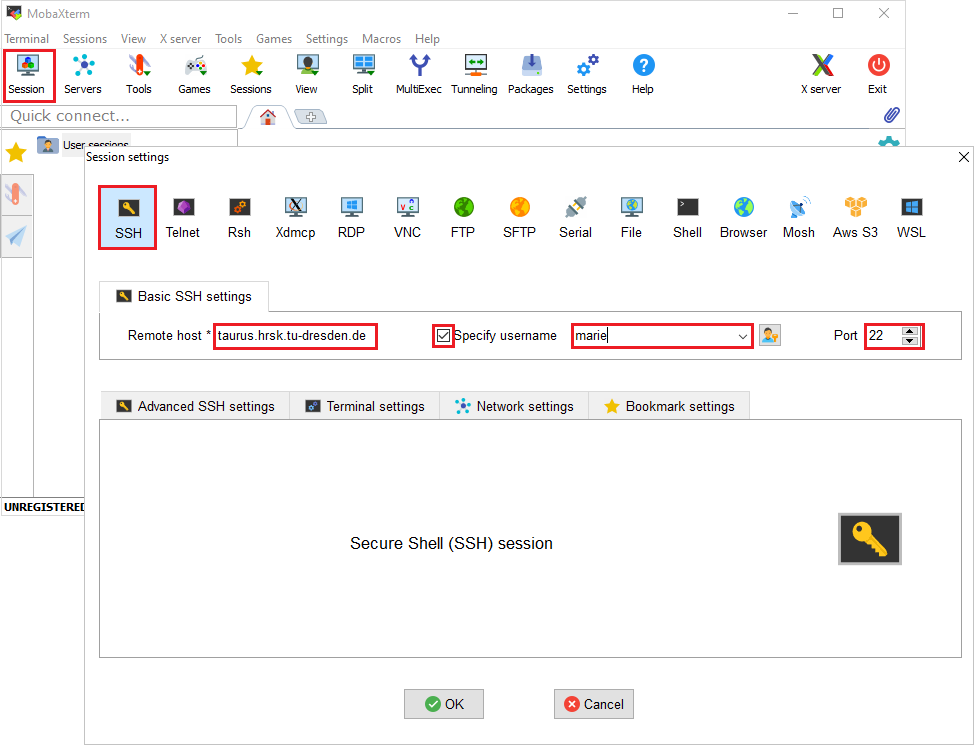 MobaXterm
Terminal Sessions View X server Tools Games Settings Macros Help
Session Servers Tools Games Sessions View Split MultiExec Tunneling Packages Settings Help X server Exit
Quick connect...
User sessions
Session settings
SSH Telnet Rsh Xdmcp RDP VNC FTP SFTP Serial File Shell Browser Mosh Aws S3 WSL
Basic SSH settings
Remote host * taurus.hrsk.tu-dresden.de Specify username marie Port 22
Advanced SSH settings Terminal settings Network settings Bookmark settings
UNREGISTERED
Secure Shell (SSH) session
OK Cancel